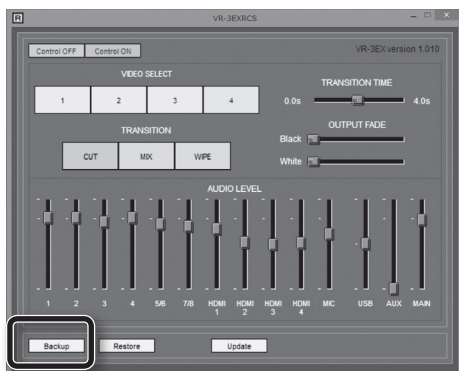 R VR-3EXRCS
Control OFF Control ON VR-3EX version 1.010
VIDEO SELECT
1 2 3 4
TRANSITION TIME
0.0s 4.0s
TRANSITION
CUT MIX WIPE
OUTPUT FADE
Black
White
AUDIO LEVEL
1 2 3 4 5/6 7/8 HDMI 1 HDMI 2 HDMI 3 HDMI 4 MIC USB AUX MAIN
Backup Restore Update